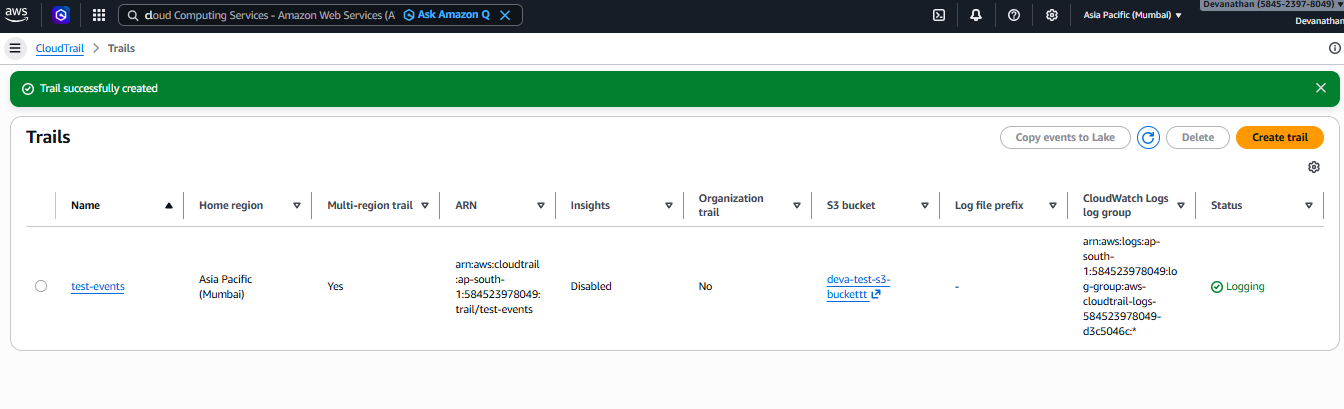 aws
cloud Computing Services - Amazon Web Services (A
Ask Amazon Q
Asia Pacific (Mumbai)
Devanathan (5845-2397-8049)
Devanathan
CloudTrail
Trails
Trail successfully created
Trails
Copy events to Lake
Delete
Create trail
Name
Home region
Multi-region trail
ARN
Insights
Organization
trail
S3 bucket
Log file prefix
CloudWatch Logs
log group
Status
test-events
Asia Pacific
(Mumbai)
Yes
arn:aws:cloudtrail
:ap-south-
1:584523978049:
trail/test-events
Disabled
No
deva-test-s3-
buckettt
-
arn:aws:logs:ap-
south-
1:584523978049:lo
g-group:aws-
cloudtrail-logs-
584523978049-
d3c5046c:*
Logging